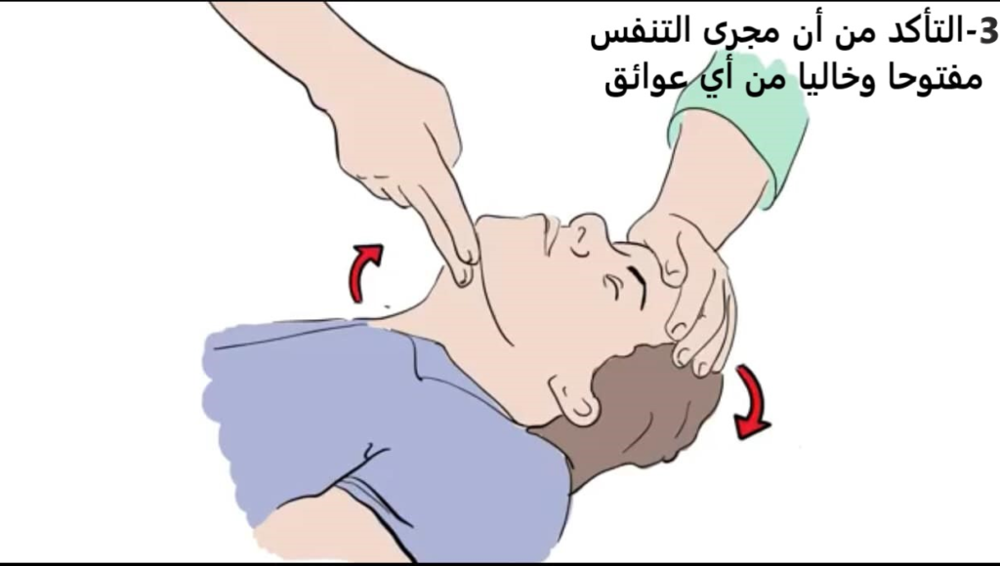 3-التأكد من أن مجرى التنفس
مفتوحا وخاليا من أي عوائق